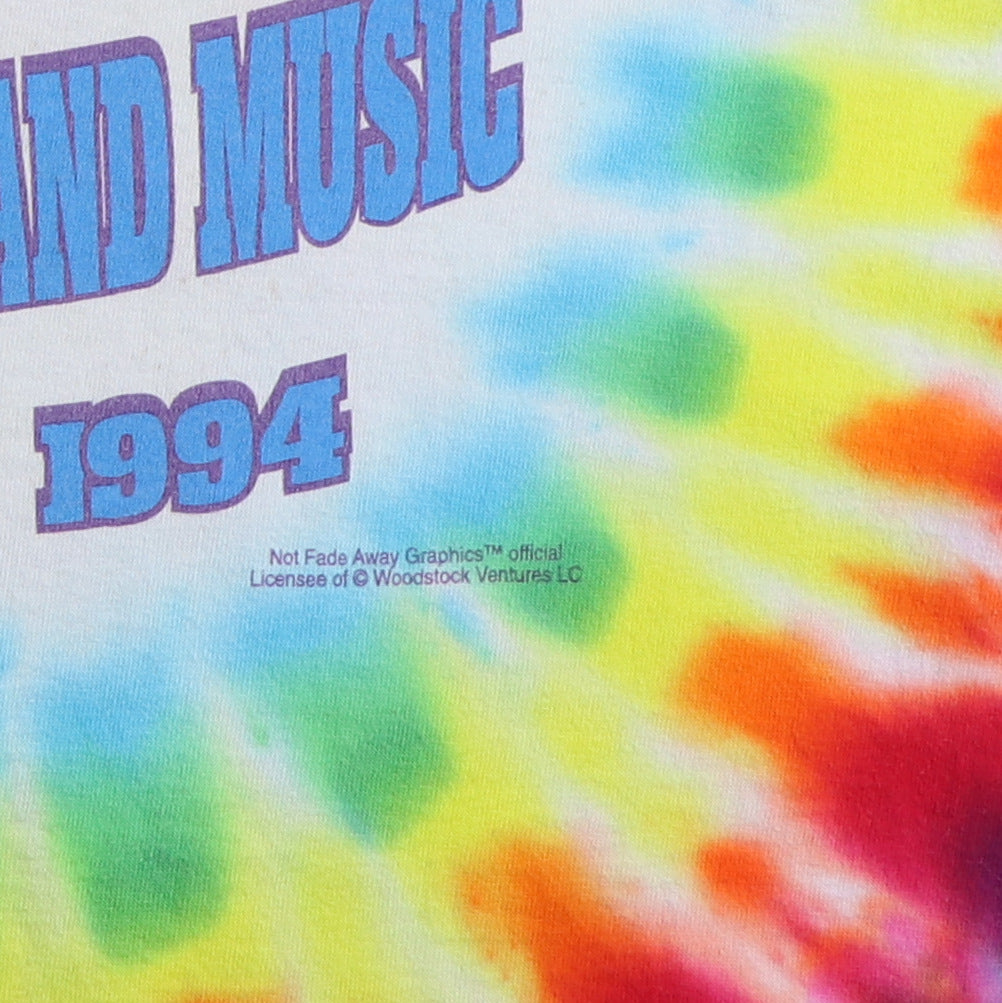 AND MUSIC
1994
Not Fade Away Graphics™ official
Licensee of © Woodstock Ventures LC